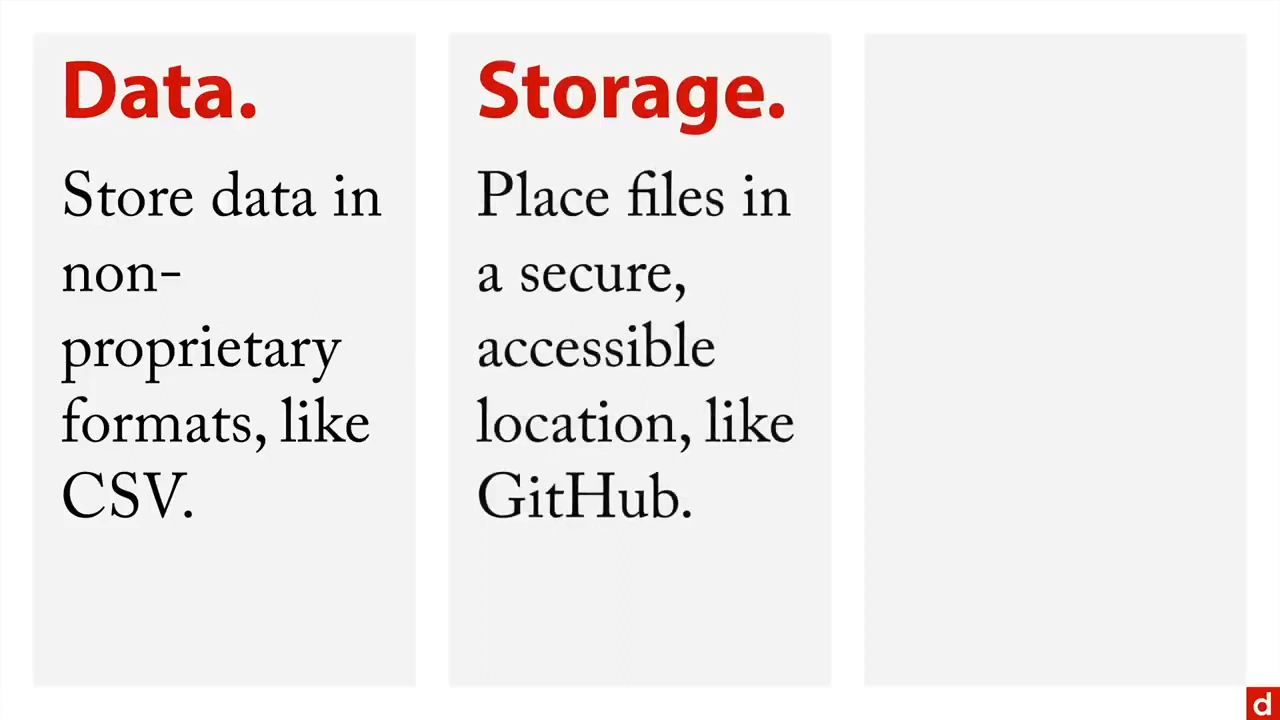 Data.
Store data in
non-
proprietary
formats, like
CSV.
Storage.
Place files in
a secure,
accessible
location, like
GitHub.
d